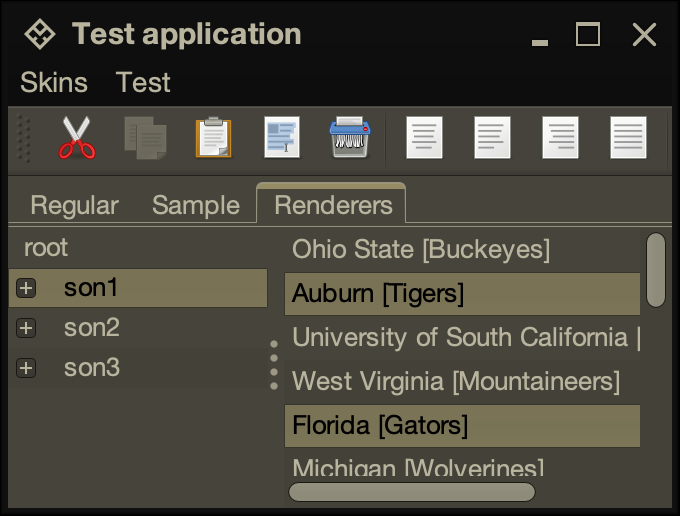 Test application
Skins Test
Regular Sample Renderers
root
son1
son2
son3
Ohio State [Buckeyes]
Auburn [Tigers]
University of South California [
West Virginia [Mountaineers]
Florida [Gators]
Michigan [Wolverines]